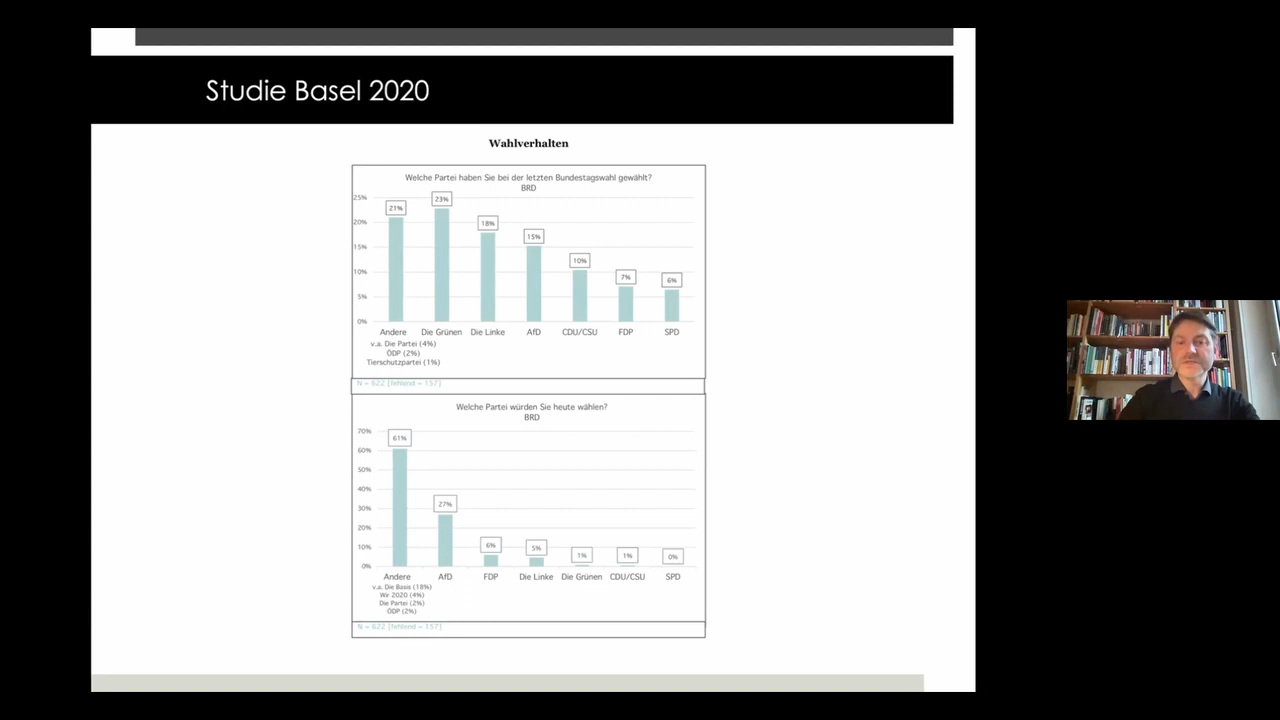 Studie Basel 2020
Wahlverhalten
Welche Partei haben Sie bei der letzten Bundestagswahl gewählt?
BRD
25%
20%
15%
10%
5%
0%
21%
23%
18%
15%
10%
7%
6%
Andere
Die Grünen
Die Linke
AfD
CDU/CSU
FDP
SPD
v.a. Die Partei (4%)
ÖDP (2%)
Tierschutzpartei (1%)
N = 622 [fehlend = 157]
Welche Partei würden Sie heute wählen?
BRD
70%
60%
50%
40%
30%
20%
10%
0%
61%
27%
6%
5%
1%
1%
0%
Andere
AfD
FDP
Die Linke
Die Grünen
CDU/CSU
SPD
v.a. Die Basis (18%)
Wir 2020 (4%)
Die Partei (2%)
ÖDP (2%)
N = 622 [fehlend = 157]